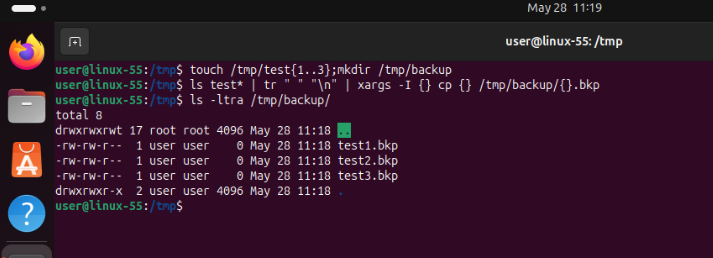 May 28 11:19
user@linux-55: /tmp
user@linux-55:/tmp$ touch /tmp/test{1..3};mkdir /tmp/backup
user@linux-55:/tmp$ ls test* | tr " " "\n" | xargs -I {} cp {} /tmp/backup/{}.bkp
user@linux-55:/tmp$ ls -ltra /tmp/backup/
total 8
drwxrwxrwt 17 root root 4096 May 28 11:18 ..
-rw-rw-r-- 1 user user 0 May 28 11:18 test1.bkp
-rw-rw-r-- 1 user user 0 May 28 11:18 test2.bkp
-rw-rw-r-- 1 user user 0 May 28 11:18 test3.bkp
drwxrwxr-x 2 user user 4096 May 28 11:18 .
user@linux-55:/tmp$